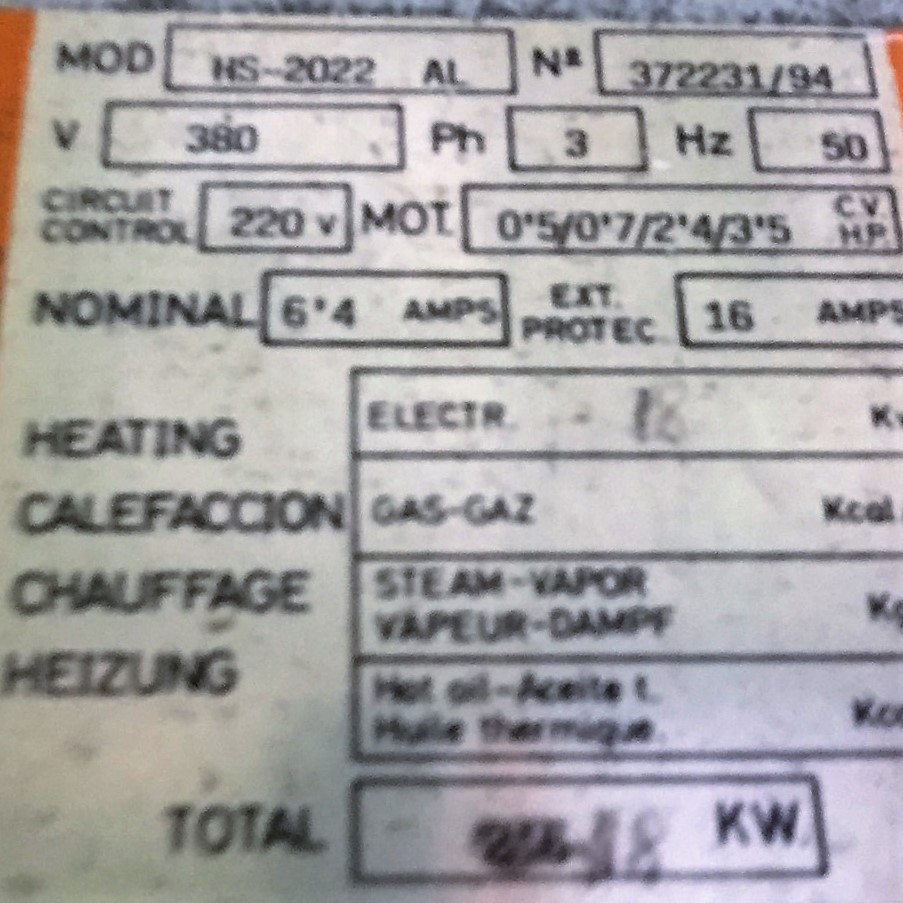 MOD HS-2022 AL Nº 372231/94
V 380 Ph 3 Hz 50
CIRCUIT CONTROL 220 v MOT. 0'5/0'7/2'4/3'5 C.V. H.P.
NOMINAL 6'4 AMPS EXT. PROTEC. 16 AMPS
HEATING
CALEFACCION
CHAUFFAGE
HEIZUNG
ELECTR. 18
GAS-GAZ Kcal
STEAM-VAPOR
VAPEUR-DAMPF
Hot oil-Aceite t.
Huile thermique.
TOTAL 18 KW